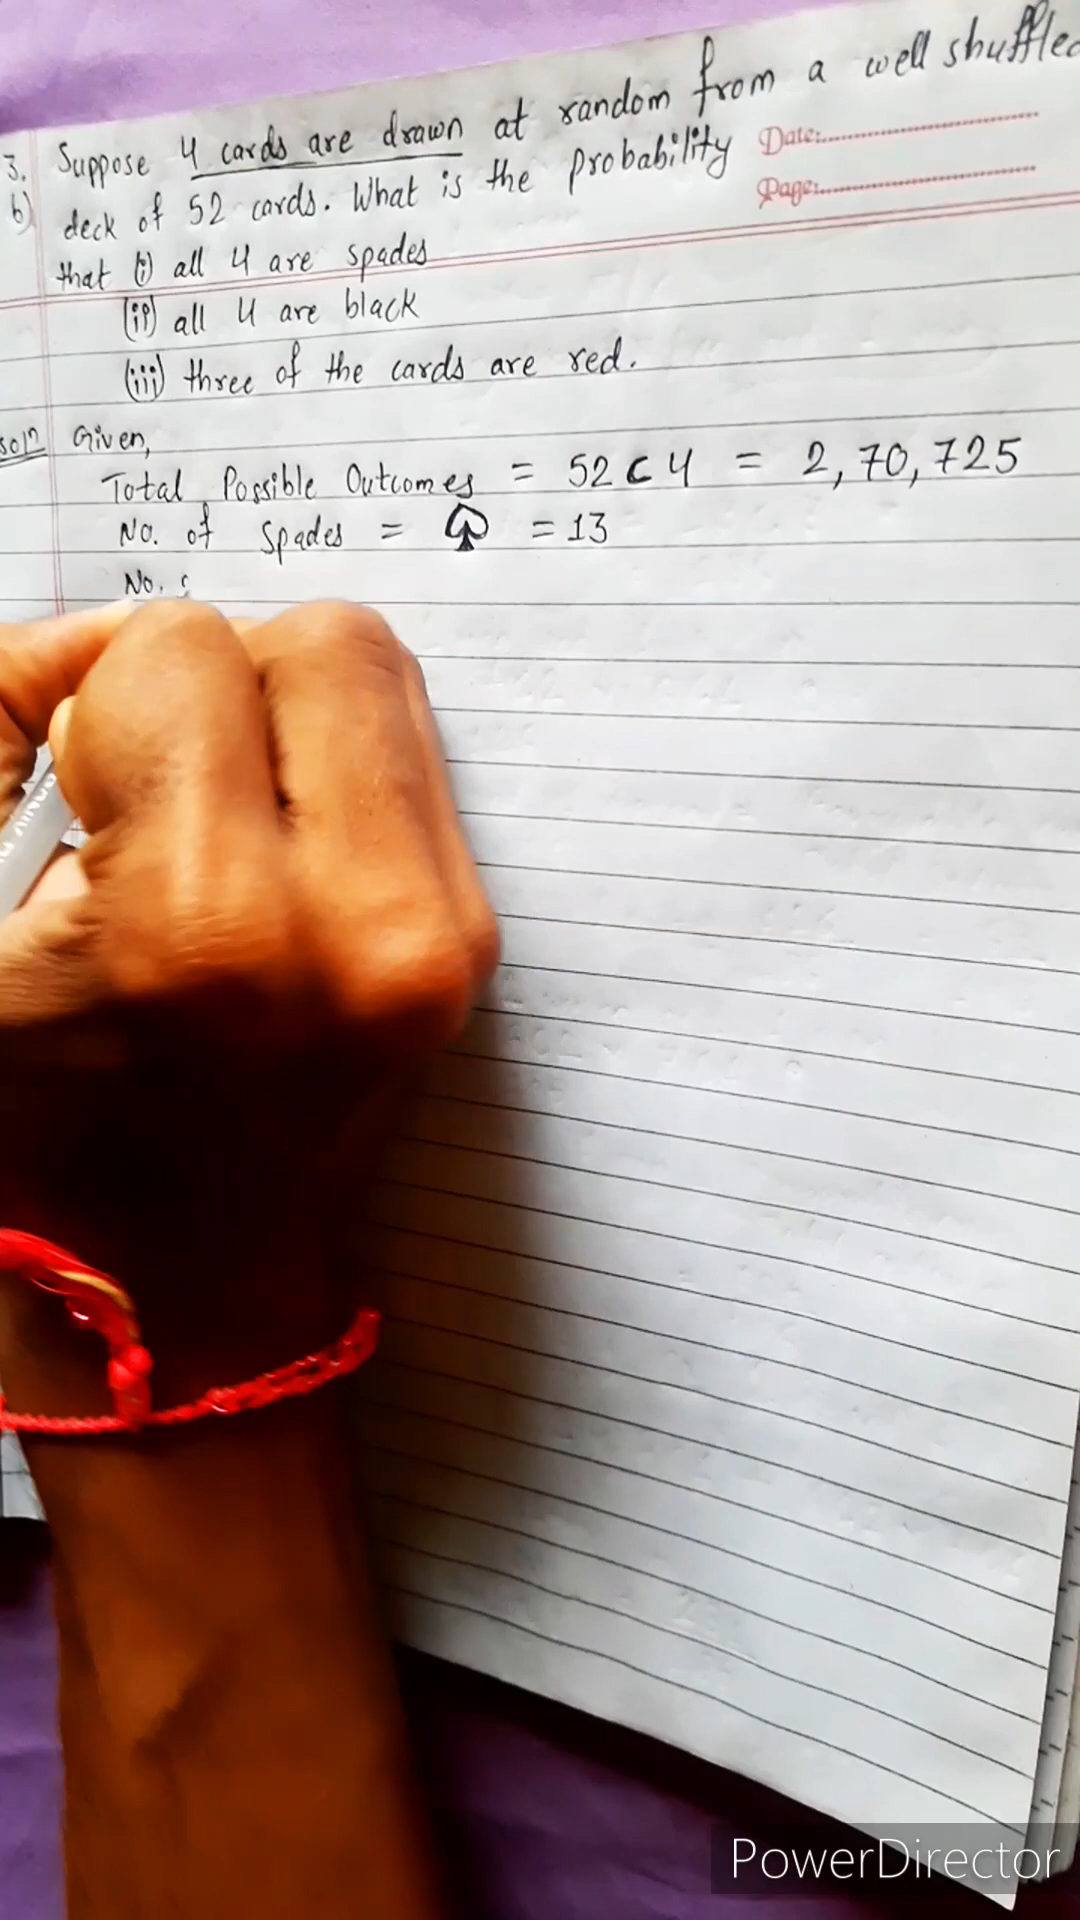 3. Suppose 4 cards are drawn at random from a well shuffled
b) deck of 52 cards. What is the probability
Date:
Page:
that (i) all 4 are spades
(ii) all 4 are black
(iii) three of the cards are red.
Soln Given,
Total Possible Outcomes = 52C4 = 2,70,725
No. of Spades = ♤ = 13
No.
PowerDirector